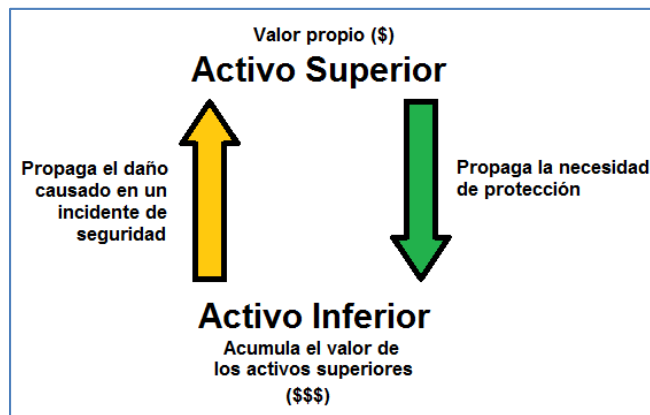 Valor propio ($)
Activo Superior
Propaga el daño
causado en un
incidente de
seguridad
Propaga la necesidad
de protección
Activo Inferior
Acumula el valor de
los activos superiores
($$$)